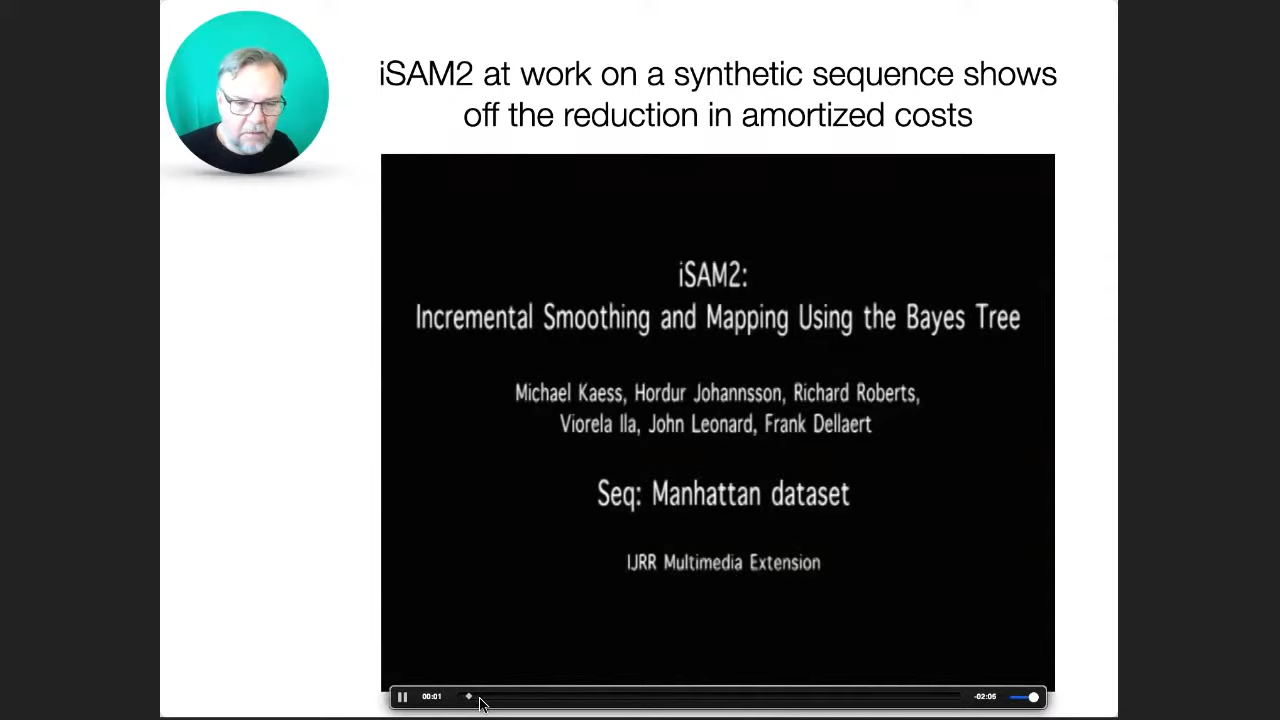 iSAM2 at work on a synthetic sequence shows
off the reduction in amortized costs
iSAM2:
Incremental Smoothing and Mapping Using the Bayes Tree
Michael Kaess, Hordur Johannsson, Richard Roberts,
Viorela Ila, John Leonard, Frank Dellaert
Seq: Manhattan dataset
IJRR Multimedia Extension
00:01 -02:05